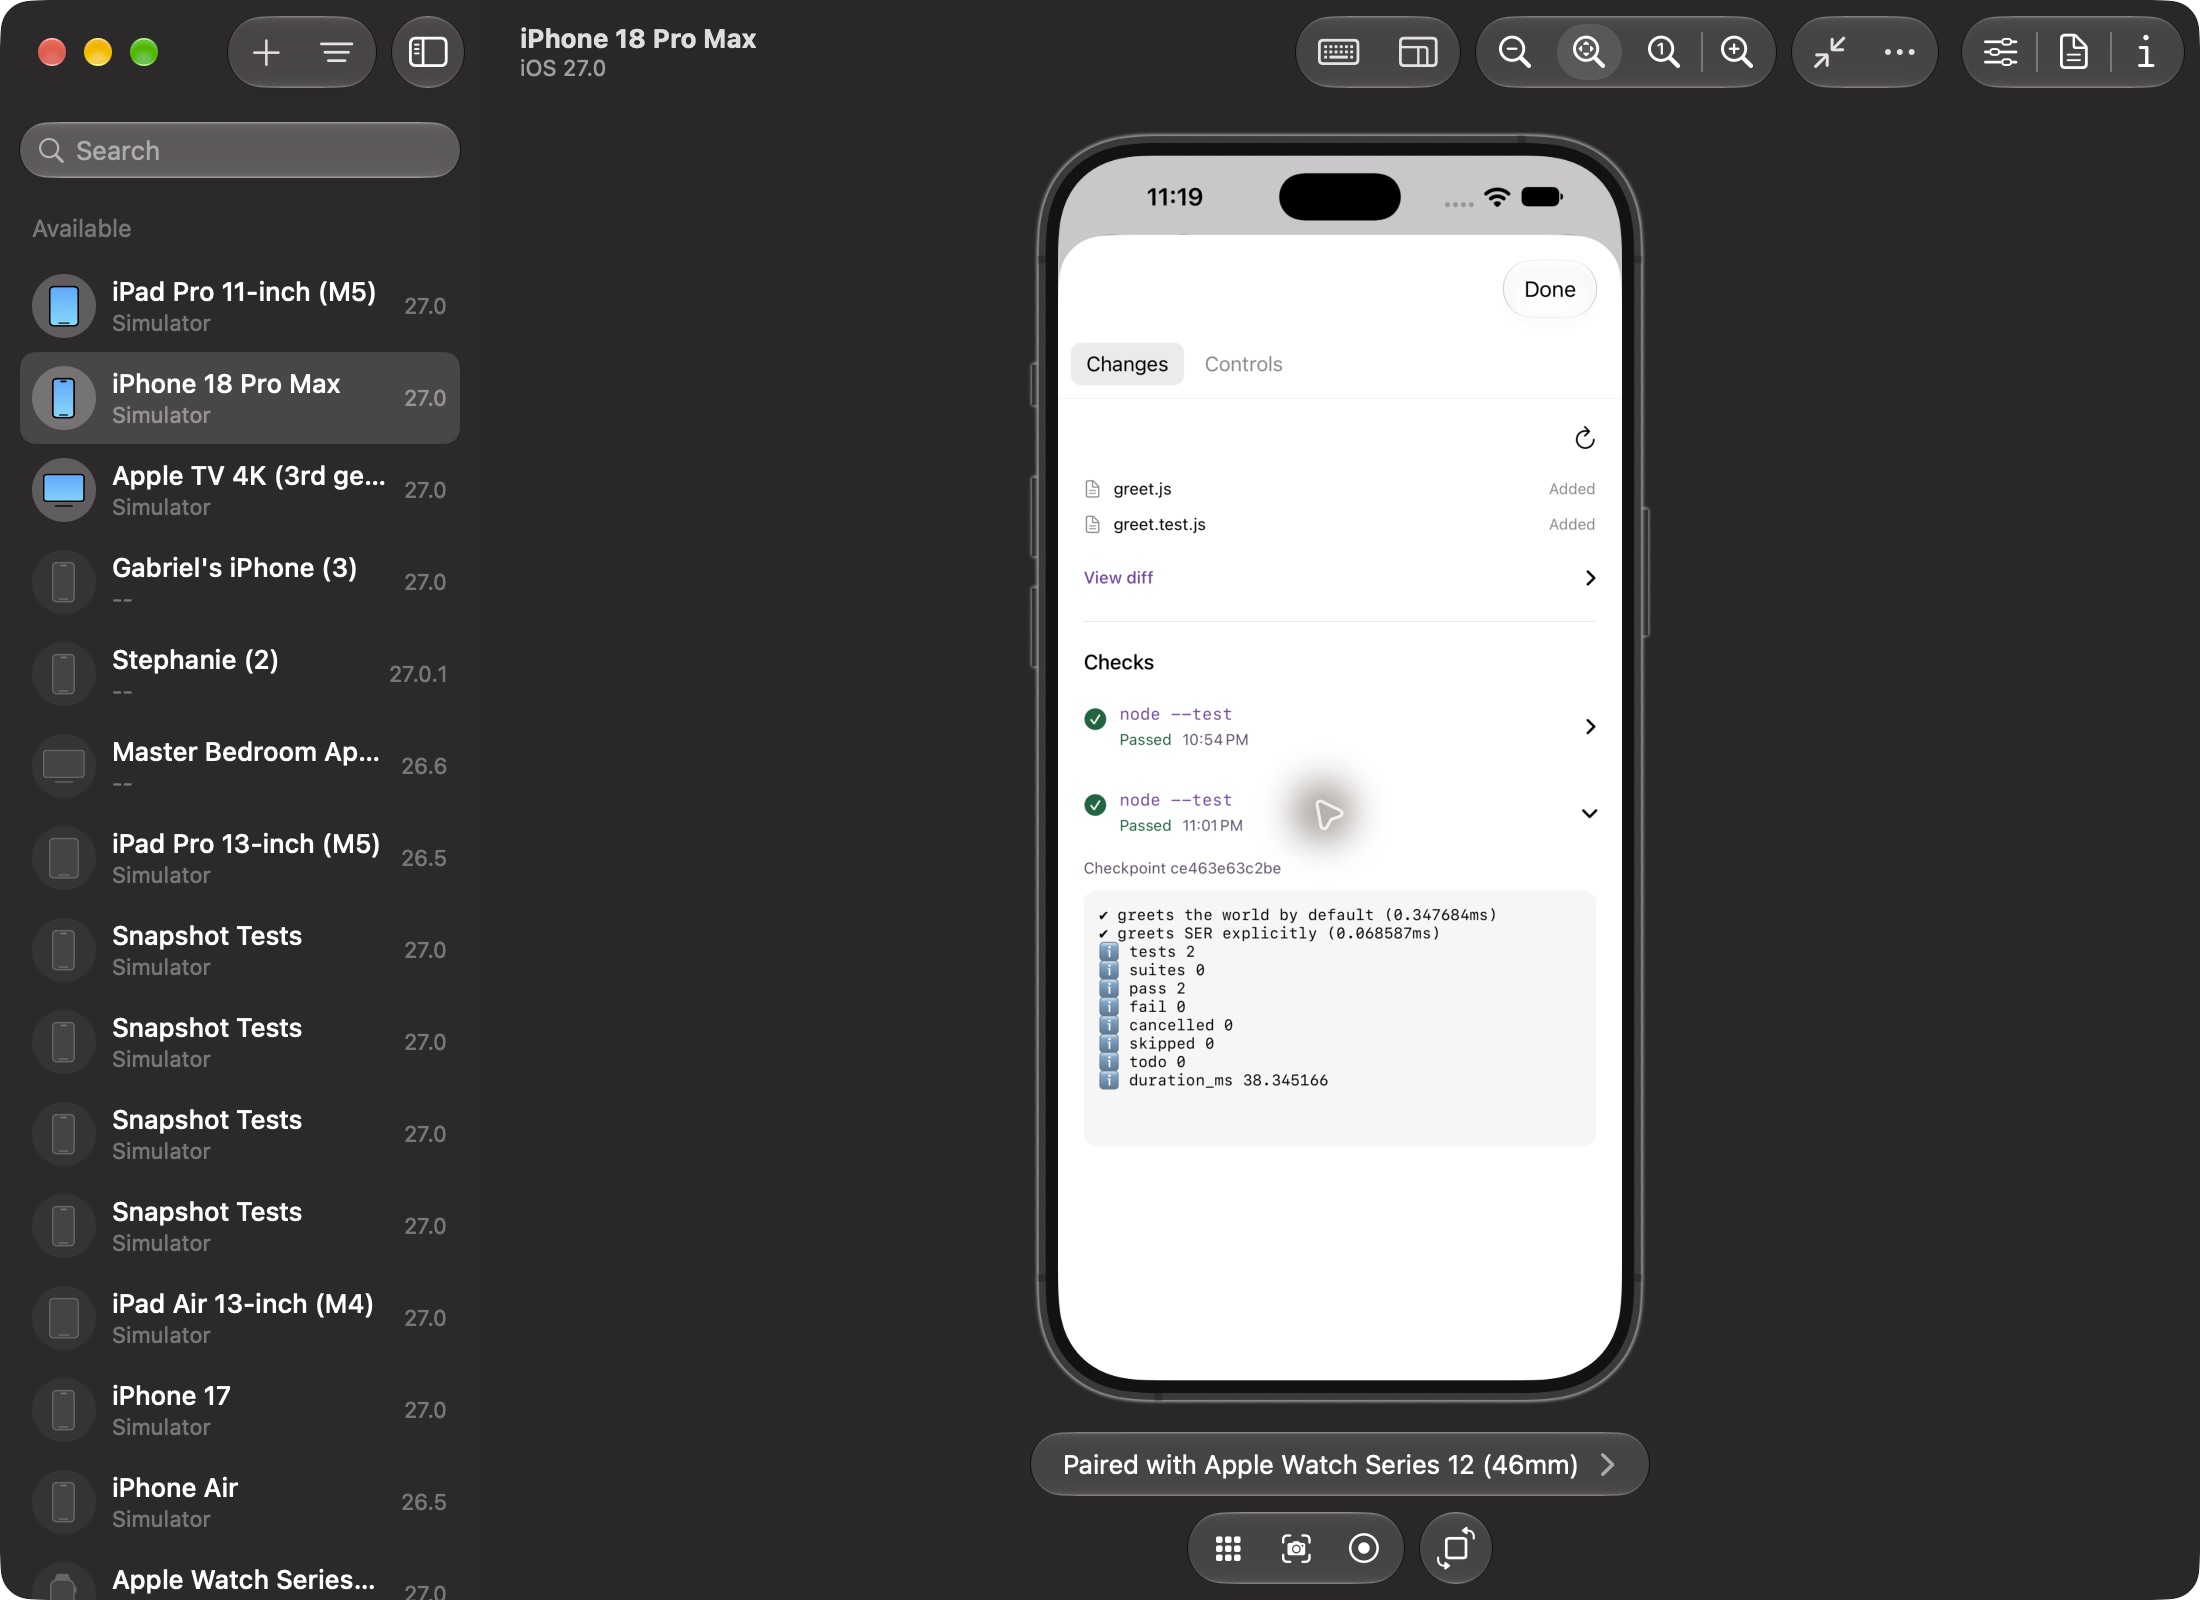 iPhone 18 Pro Max
iOS 27.0
Search
Available
iPad Pro 11-inch (M5)
Simulator
27.0
iPhone 18 Pro Max
Simulator
27.0
Apple TV 4K (3rd ge...
Simulator
27.0
Gabriel's iPhone (3)
--
27.0
Stephanie (2)
--
27.0.1
Master Bedroom Ap...
--
26.6
iPad Pro 13-inch (M5)
Simulator
26.5
Snapshot Tests
Simulator
27.0
Snapshot Tests
Simulator
27.0
Snapshot Tests
Simulator
27.0
Snapshot Tests
Simulator
27.0
iPad Air 13-inch (M4)
Simulator
27.0
iPhone 17
Simulator
27.0
iPhone Air
Simulator
26.5
Apple Watch Series...
27.0
11:19
Done
Changes Controls
greet.js Added
greet.test.js Added
View diff
Checks
node --test
Passed 10:54 PM
node --test
Passed 11:01 PM
Checkpoint ce463e63c2be
✔ greets the world by default (0.347684ms)
✔ greets SER explicitly (0.068587ms)
ℹ️ tests 2
ℹ️ suites 0
ℹ️ pass 2
ℹ️ fail 0
ℹ️ cancelled 0
ℹ️ skipped 0
ℹ️ todo 0
ℹ️ duration_ms 38.345166
Paired with Apple Watch Series 12 (46mm)